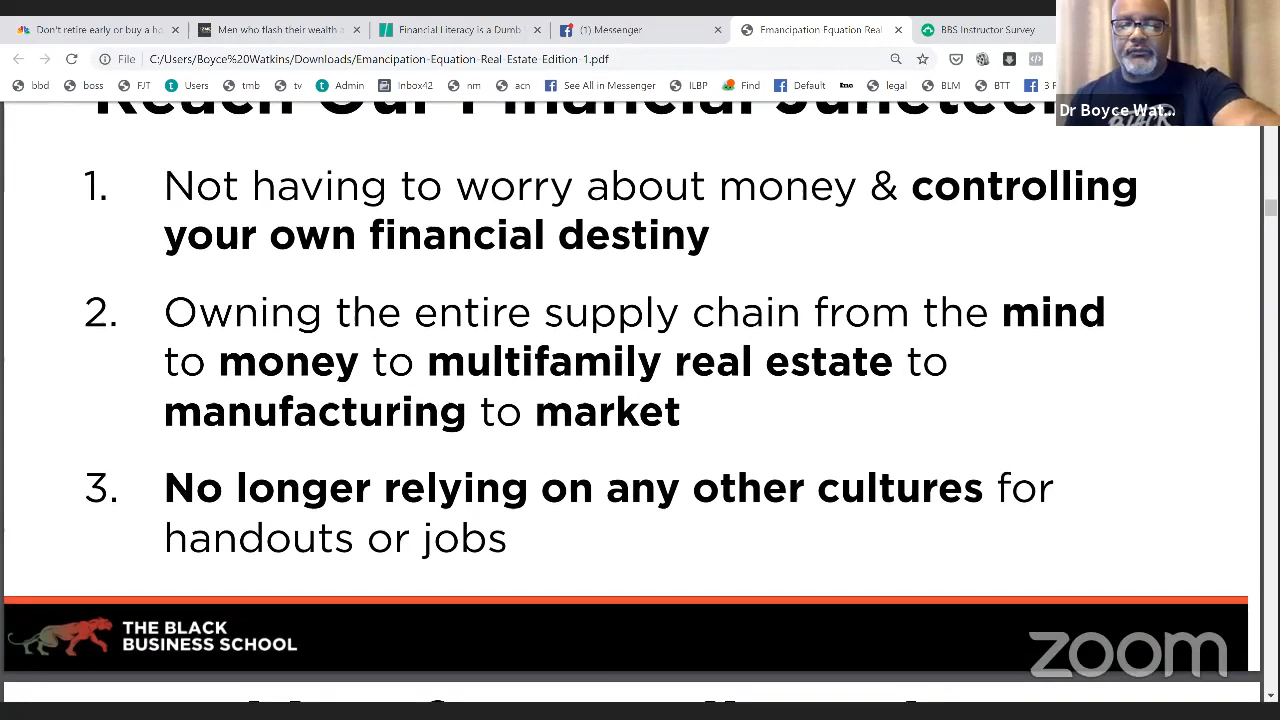 Don't retire early or buy a ho
Men who flash their wealth a
Financial Literacy is a Dumb
(1) Messenger
Emancipation Equation Real
BBS Instructor Survey
File
C:/Users/Boyce%20Watkins/
Emancipation-Equation-Real Estate Edition 1.pdf
bbd
boss
FJT
Users
tmb
Admin
Inbox42
nm
acn
See All in Messenger
ILBP
Find
Default
legal
BLM
BTT
3 F
Dr Boyce Wat...
Reach Our Financial Juneteen
1. Not having to worry about money & controlling
your own financial destiny
2. Owning the entire supply chain from the mind
to money to multifamily real estate to
manufacturing to market
3. No longer relying on any other cultures for
handouts or jobs
THE BLACK
BUSINESS SCHOOL
zoom